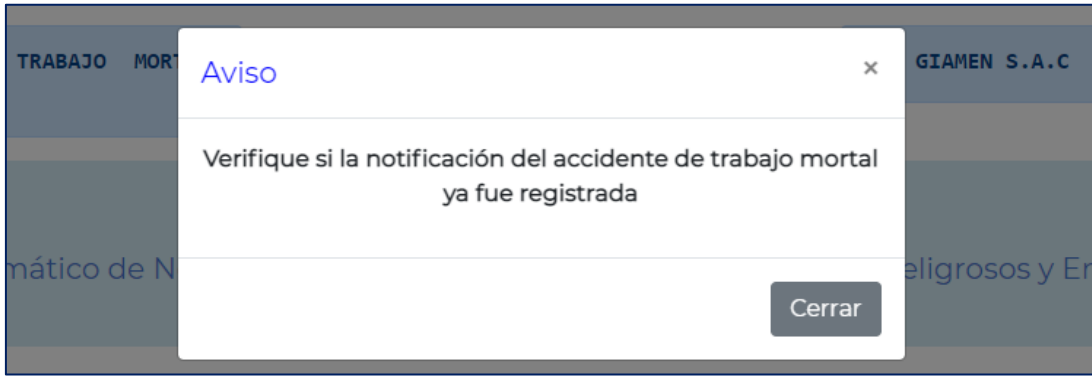 TRABAJO MORT
GIAMEN S.A.C
Aviso
×
Verifique si la notificación del accidente de trabajo mortal
ya fue registrada
mático de N
eligrosos y Er
Cerrar